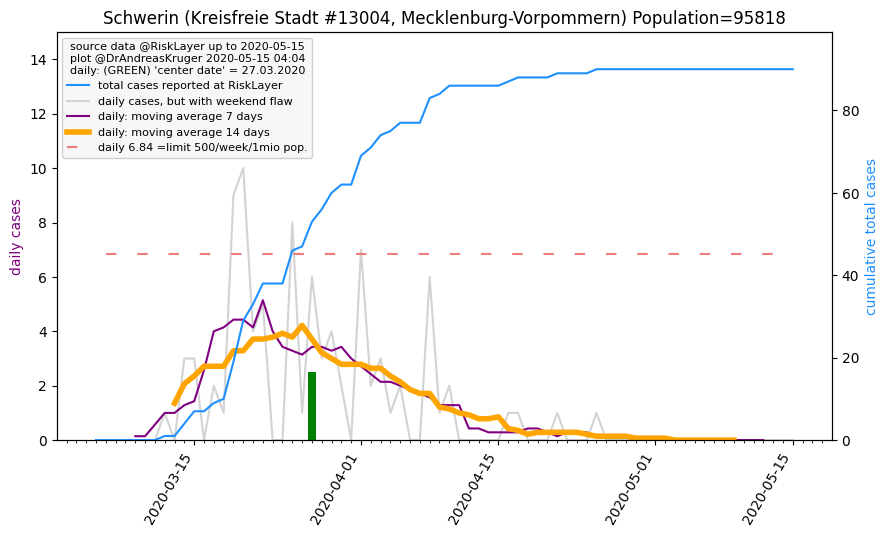 Schwerin (Kreisfreie Stadt #13004, Mecklenburg-Vorpommern) Population=95818
source data @RiskLayer up to 2020-05-15
plot @DrAndreasKruger 2020-05-15 04:04
daily: (GREEN) 'center date' = 27.03.2020
total cases reported at RiskLayer
daily cases, but with weekend flaw
daily: moving average 7 days
daily: moving average 14 days
daily 6.84 =limit 500/week/1mio pop.
daily cases
14
12
10
8
6
4
2
0
cumulative total cases
80
60
40
20
0
2020-03-15
2020-04-01
2020-04-15
2020-05-01
2020-05-15